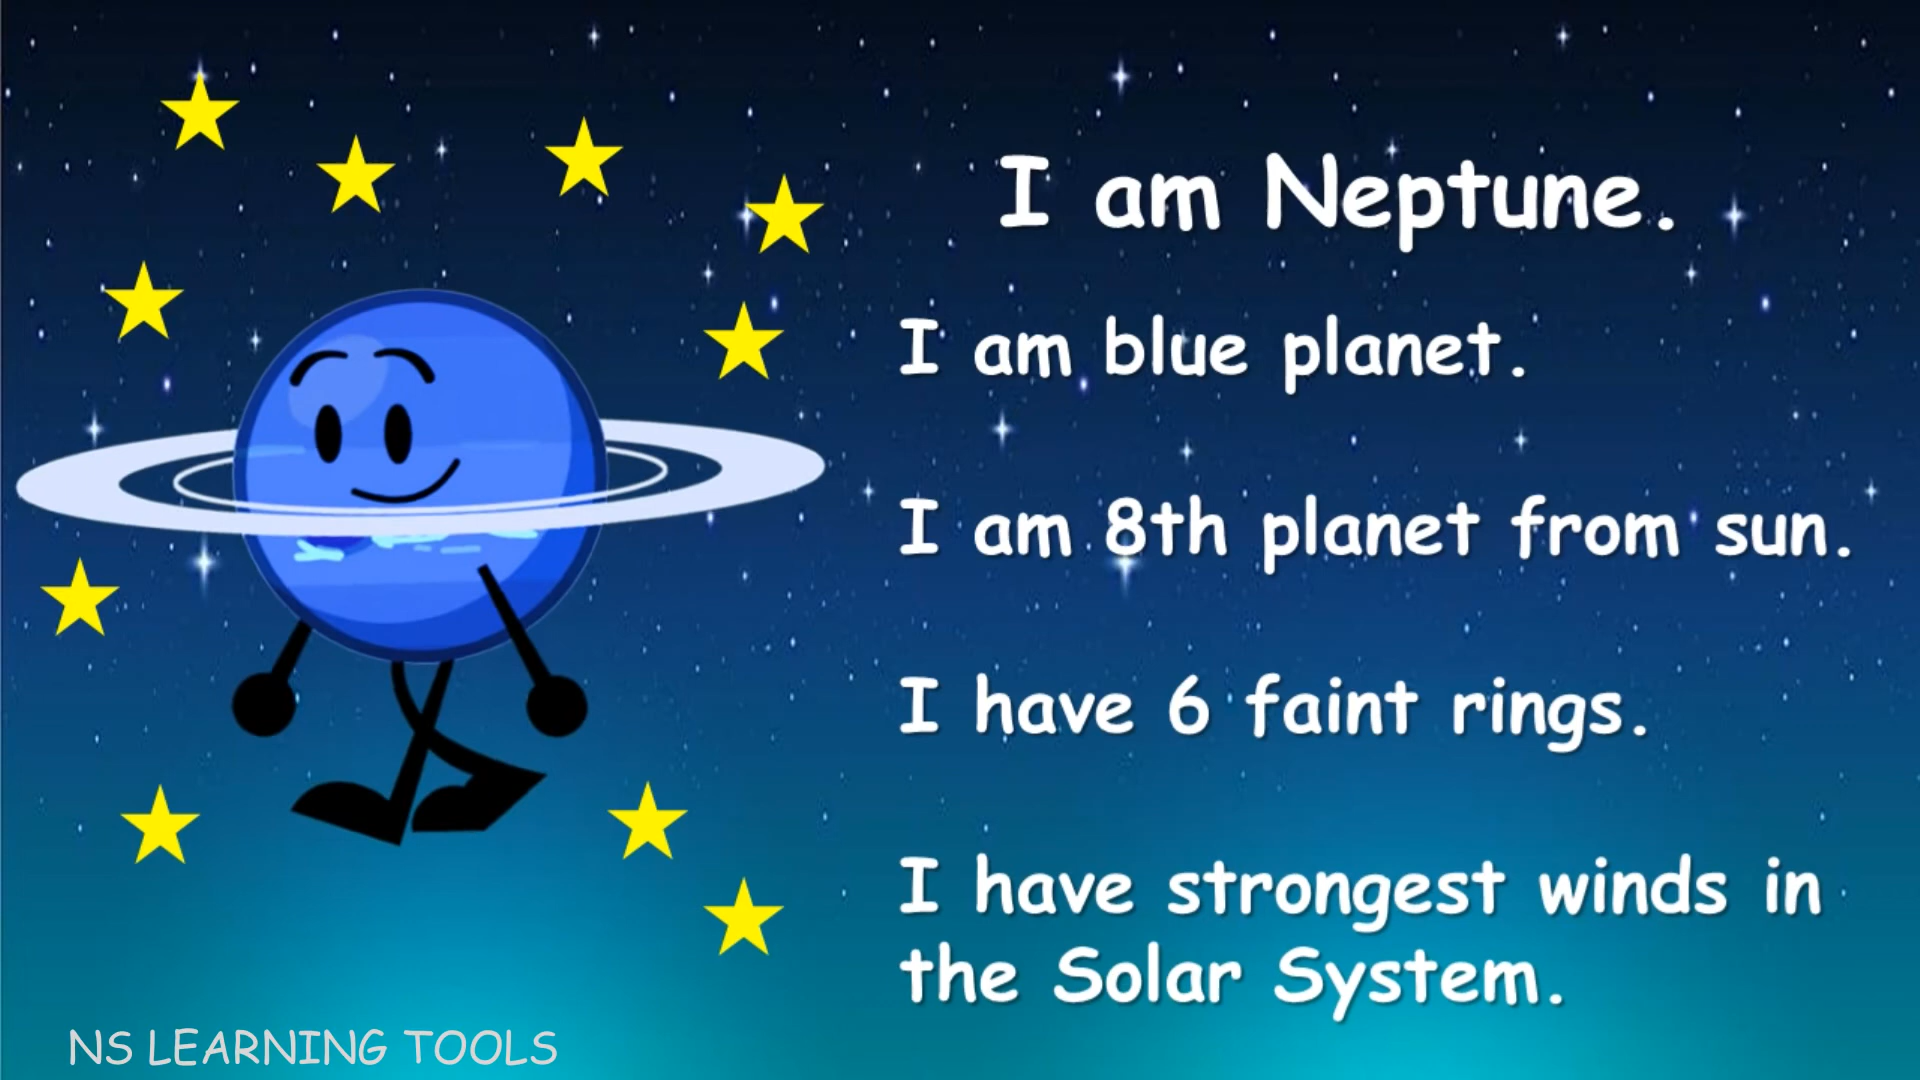 I am Neptune.
I am blue planet.
I am 8th planet from sun.
I have 6 faint rings.
I have strongest winds in
the Solar System.
NS LEARNING TOOLS